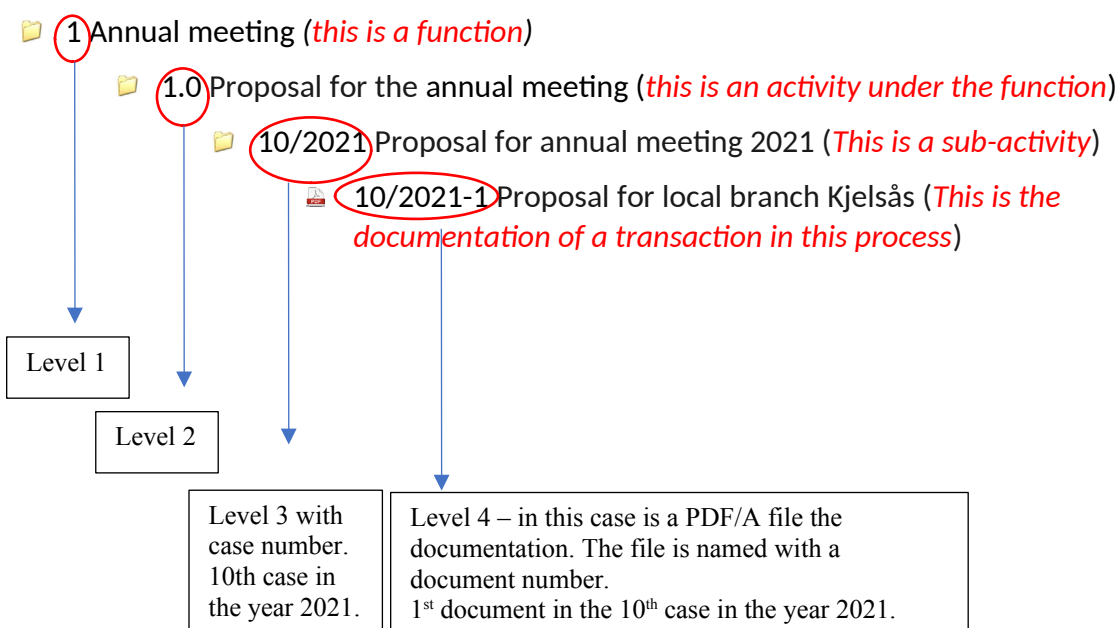 1 Annual meeting (this is a function)
1.0 Proposal for the annual meeting (this is an activity under the function)
10/2021 Proposal for annual meeting 2021 (This is a sub-activity)
10/2021-1 Proposal for local branch Kjelsås (This is the
documentation of a transaction in this process)
Level 1
Level 2
Level 3 with
case number.
10th case in
the year 2021.
Level 4 – in this case is a PDF/A file the
documentation. The file is named with a
document number.
1st document in the 10th case in the year 2021.